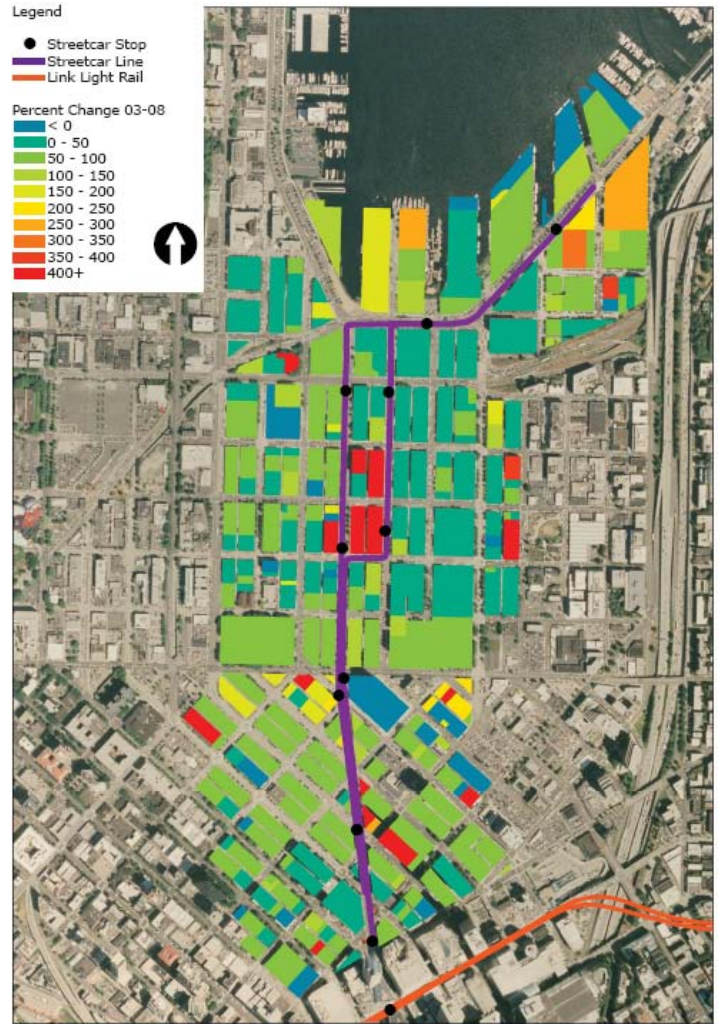 Legend
Streetcar Stop
Streetcar Line
Link Light Rail
Percent Change 03-08
< 0
0 - 50
50 - 100
100 - 150
150 - 200
200 - 250
250 - 300
300 - 350
350 - 400
400+